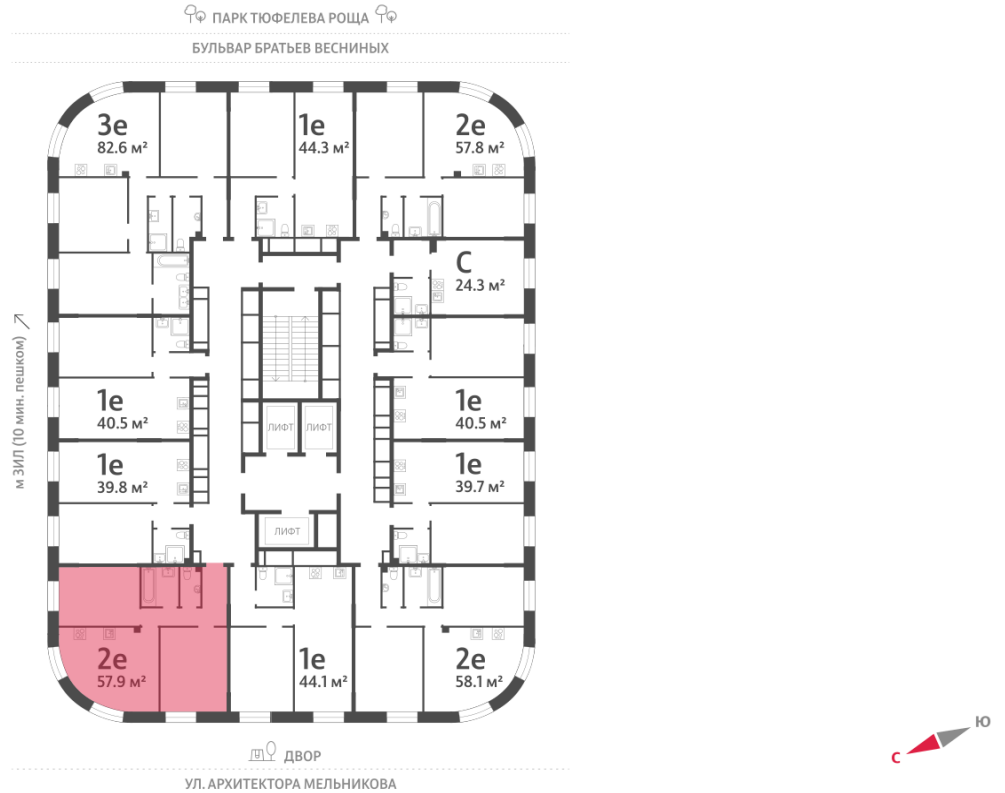 ПАРК ТЮФЕЛЕВА РОЩА
БУЛЬВАР БРАТЬЕВ ВЕСНИНЫХ
3е
82.6 м²
1е
44.3 м²
2е
57.8 м²
С
24.3 м²
м ЗИЛ (10 мин. пешком)
1е
40.5 м²
1е
40.5 м²
ЛИФТ
ЛИФТ
1е
39.8 м²
1е
39.7 м²
ЛИФТ
2е
57.9 м²
1е
44.1 м²
2е
58.1 м²
Ю
С
ДВОР
УЛ. АРХИТЕКТОРА МЕЛЬНИКОВА